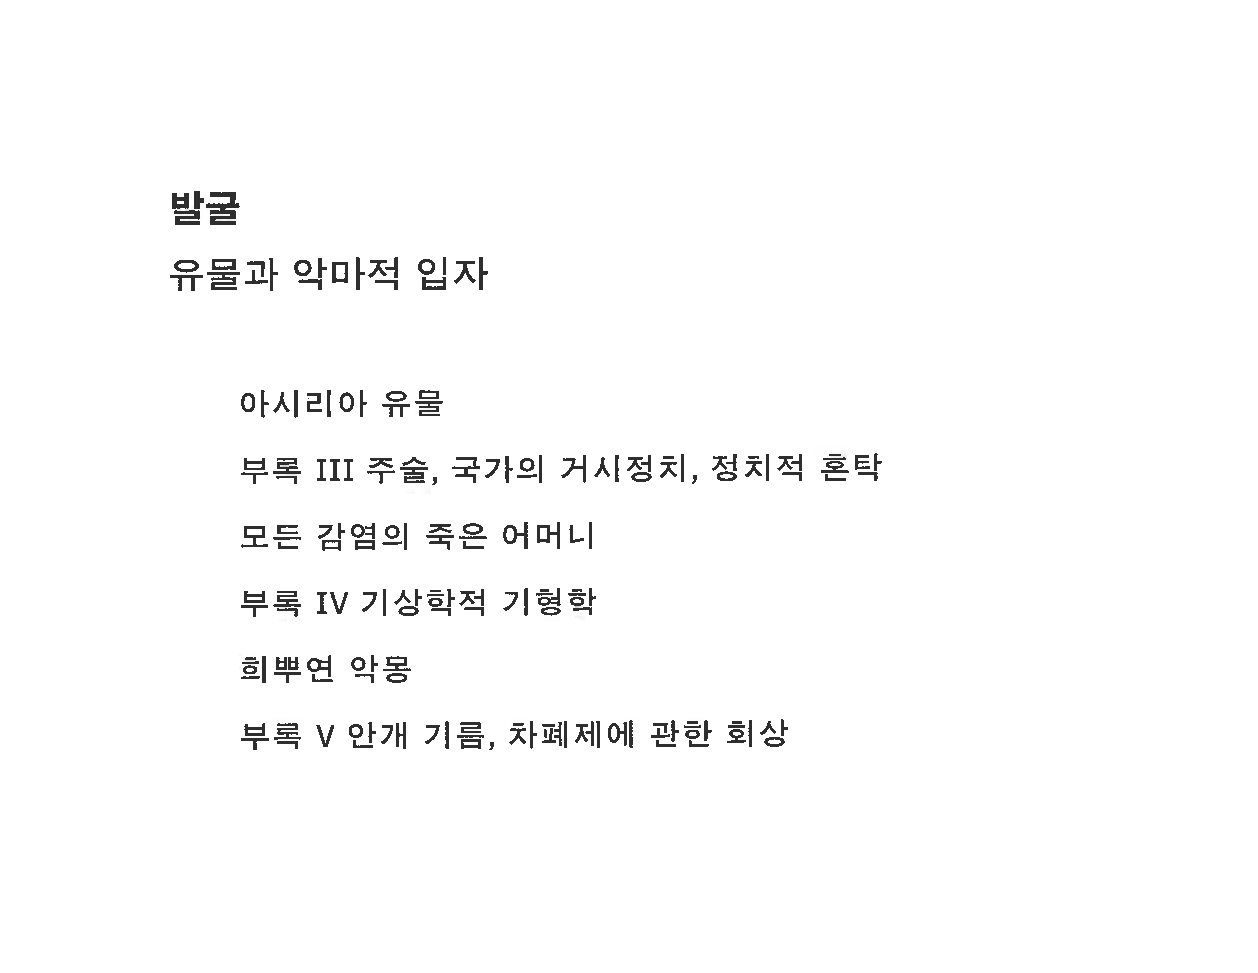 발굴
유물과 악마적 입자
아시리아 유물
부록 III 주술, 국가의 거시정치, 정치적 혼탁
모든 감염의 죽은 어머니
부록 IV 기상학적 기형학
희뿌연 악몽
부록 V 안개 기름, 차폐제에 관한 회상